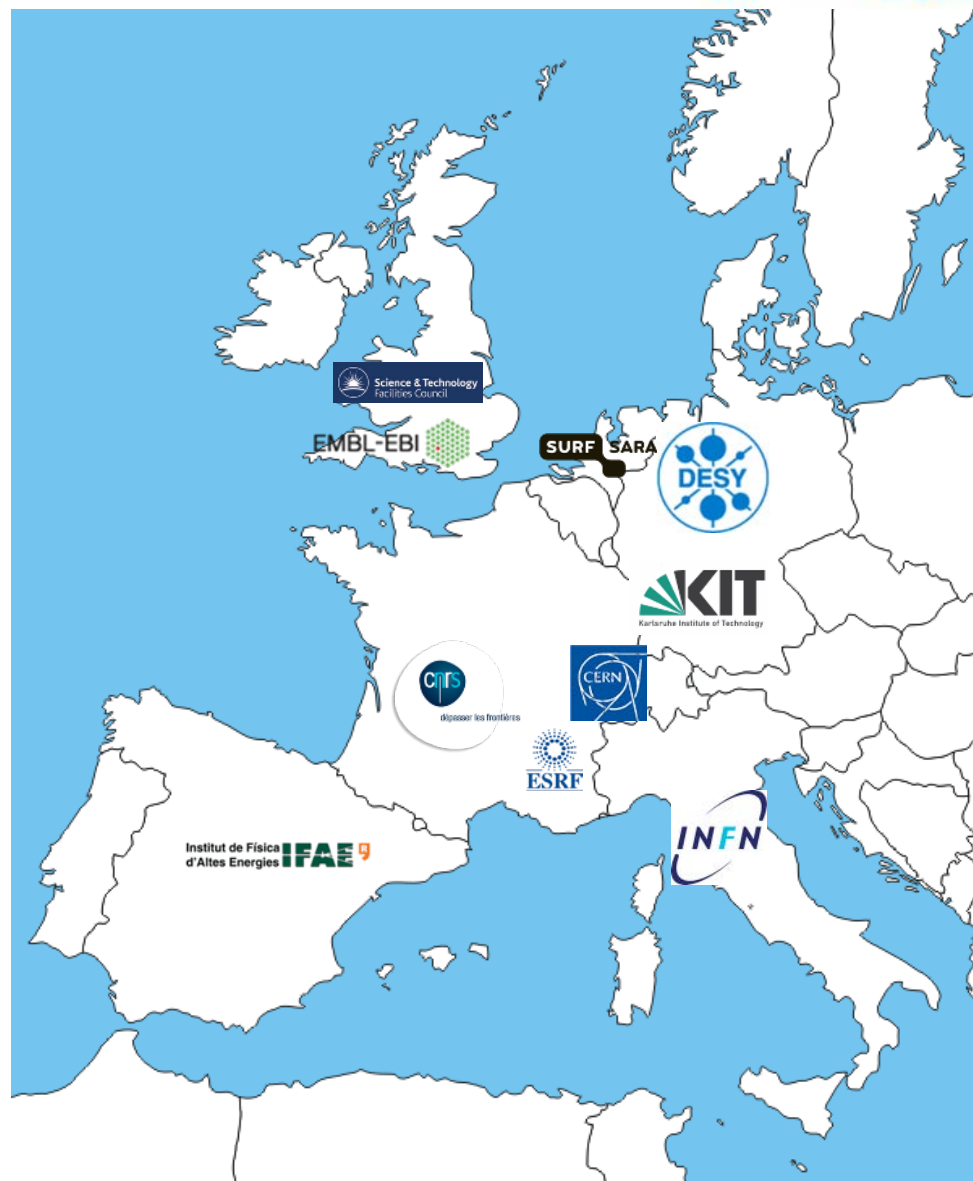 Science & Technology
Facilities Council
EMBL-EBI
SURF SARA
DESY
KIT
Karlsruhe Institute of Technology
CERN
cnrs
dépasser les frontières
ESRF
INFN
Institut de Física
d'Altes Energies
IFAE